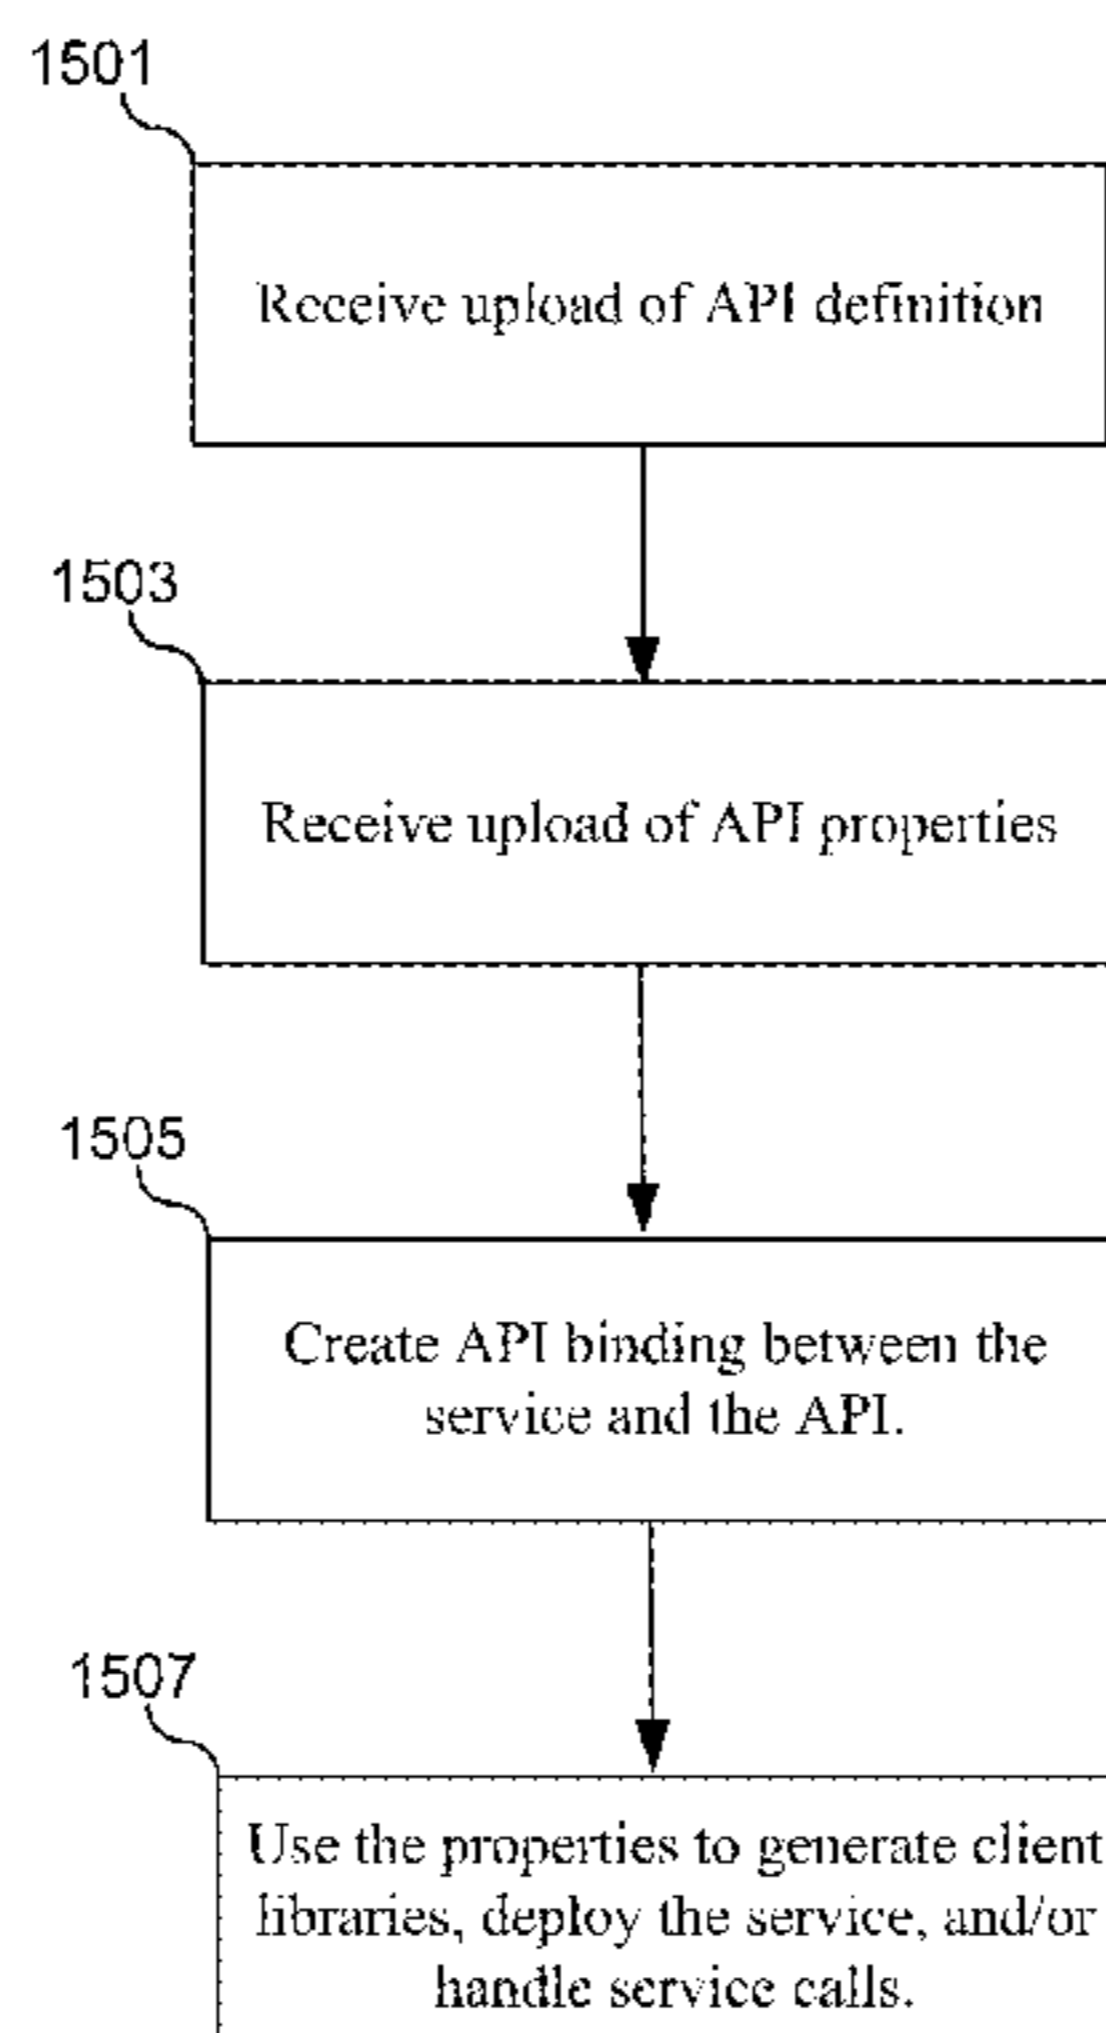 1501
Receive upload of API definition
1503
Receive upload of API properties
1505
Create API binding between the
service and the API.
1507
Use the properties to generate client
libraries, deploy the service, and/or
handle service calls.